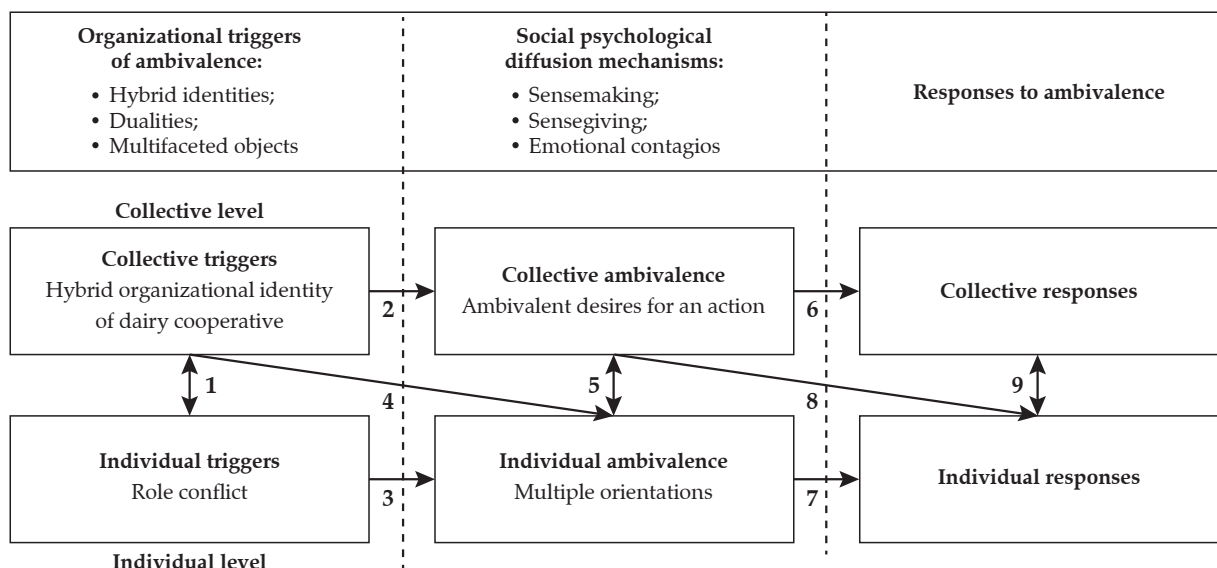 Organizational triggers
of ambivalence:
• Hybrid identities;
• Dualities;
• Multifaceted objects
Social psychological
diffusion mechanisms:
• Sensemaking;
• Sensegiving;
• Emotional contagios
Responses to ambivalence
Collective level
Collective triggers
Hybrid organizational identity
of dairy cooperative
2
Collective ambivalence
Ambivalent desires for an action
6
Collective responses
1
4
5
8
9
Individual triggers
Role conflict
3
Individual ambivalence
Multiple orientations
7
Individual responses
Individual level